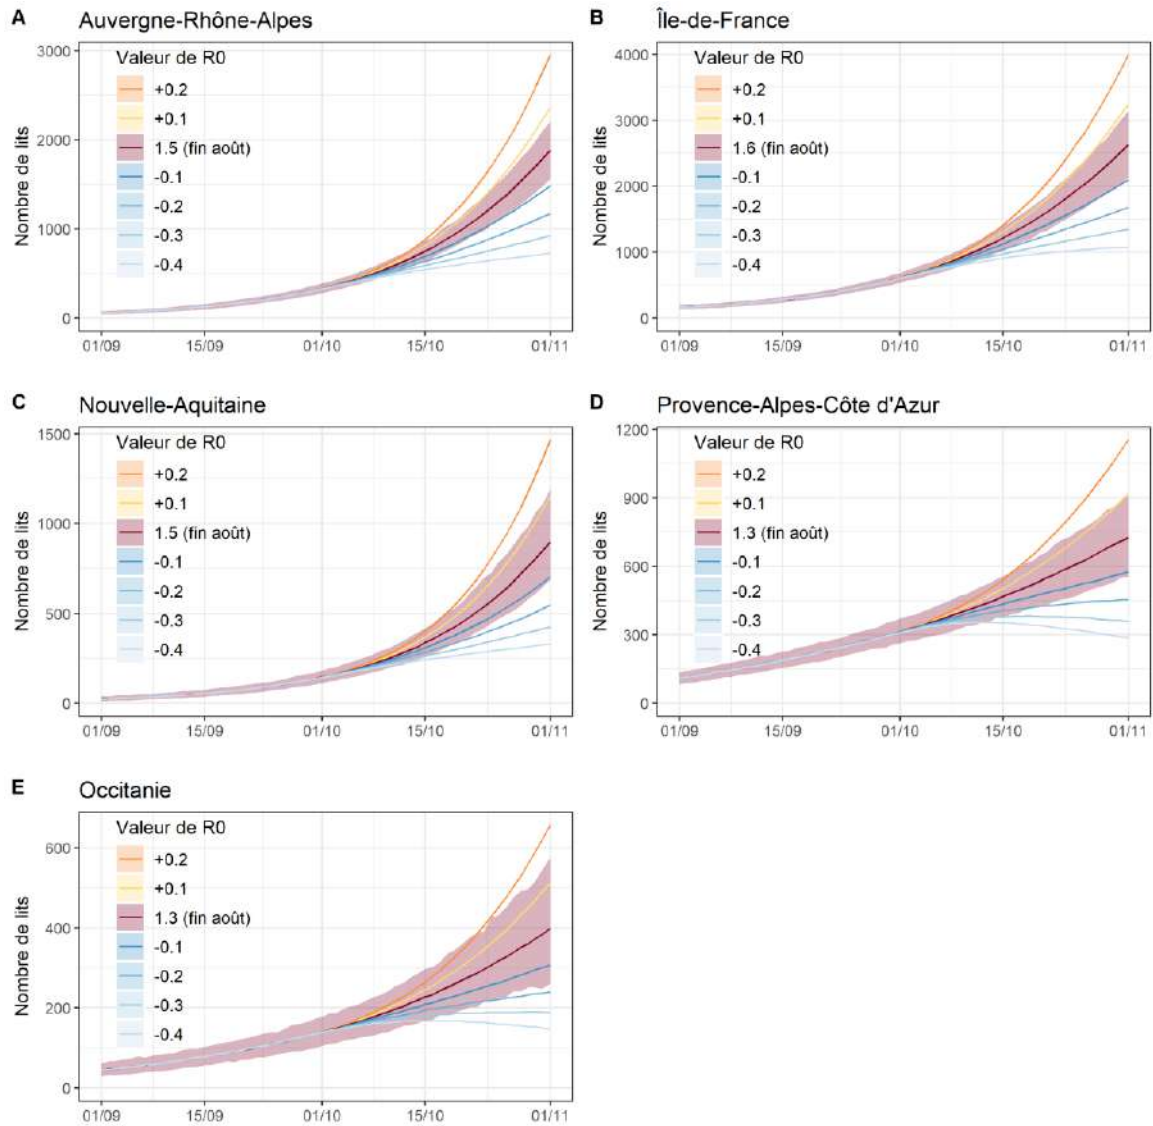 A Auvergne-Rhône-Alpes
Nombre de lits
3000
2000
1000
0
Valeur de R0
+0.2
+0.1
1.5 (fin août)
-0.1
-0.2
-0.3
-0.4
01/09 15/09 01/10 15/10 01/11
B Île-de-France
Nombre de lits
4000
3000
2000
1000
0
Valeur de R0
+0.2
+0.1
1.6 (fin août)
-0.1
-0.2
-0.3
-0.4
01/09 15/09 01/10 15/10 01/11
C Nouvelle-Aquitaine
Nombre de lits
1500
1000
500
0
Valeur de R0
+0.2
+0.1
1.5 (fin août)
-0.1
-0.2
-0.3
-0.4
01/09 15/09 01/10 15/10 01/11
D Provence-Alpes-Côte d'Azur
Nombre de lits
1200
900
600
300
0
Valeur de R0
+0.2
+0.1
1.3 (fin août)
-0.1
-0.2
-0.3
-0.4
01/09 15/09 01/10 15/10 01/11
E Occitanie
Nombre de lits
600
400
200
0
Valeur de R0
+0.2
+0.1
1.3 (fin août)
-0.1
-0.2
-0.3
-0.4
01/09 15/09 01/10 15/10 01/11